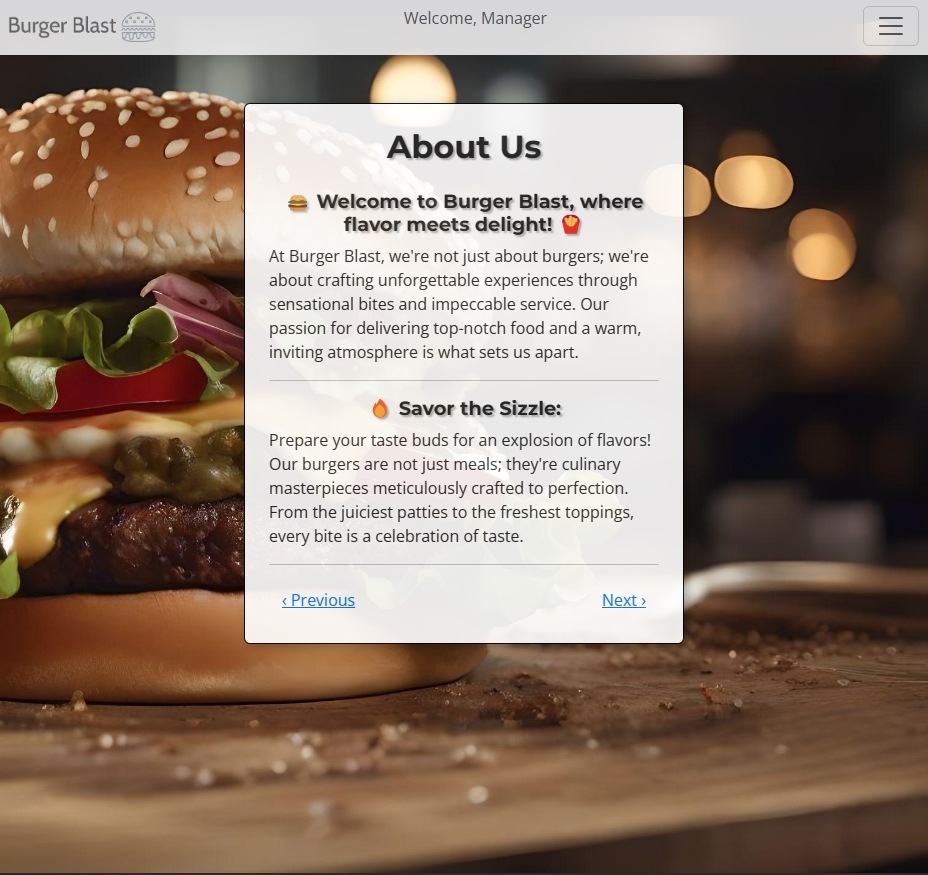 Burger Blast
Welcome, Manager
About Us
🍔 Welcome to Burger Blast, where
flavor meets delight! 🍟
At Burger Blast, we're not just about burgers; we're
about crafting unforgettable experiences through
sensational bites and impeccable service. Our
passion for delivering top-notch food and a warm,
inviting atmosphere is what sets us apart.
🔥 Savor the Sizzle:
Prepare your taste buds for an explosion of flavors!
Our burgers are not just meals; they're culinary
masterpieces meticulously crafted to perfection.
From the juiciest patties to the freshest toppings,
every bite is a celebration of taste.
‹ Previous
Next ›